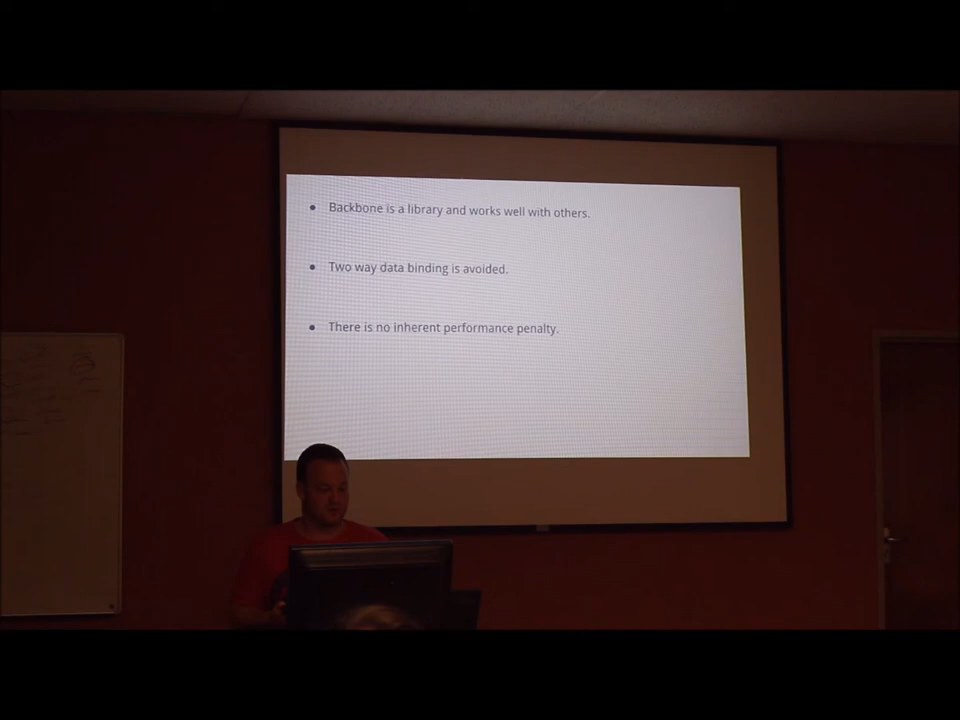 ● Backbone is a library and works well with others.
● Two way data binding is avoided.
● There is no inherent performance penalty.